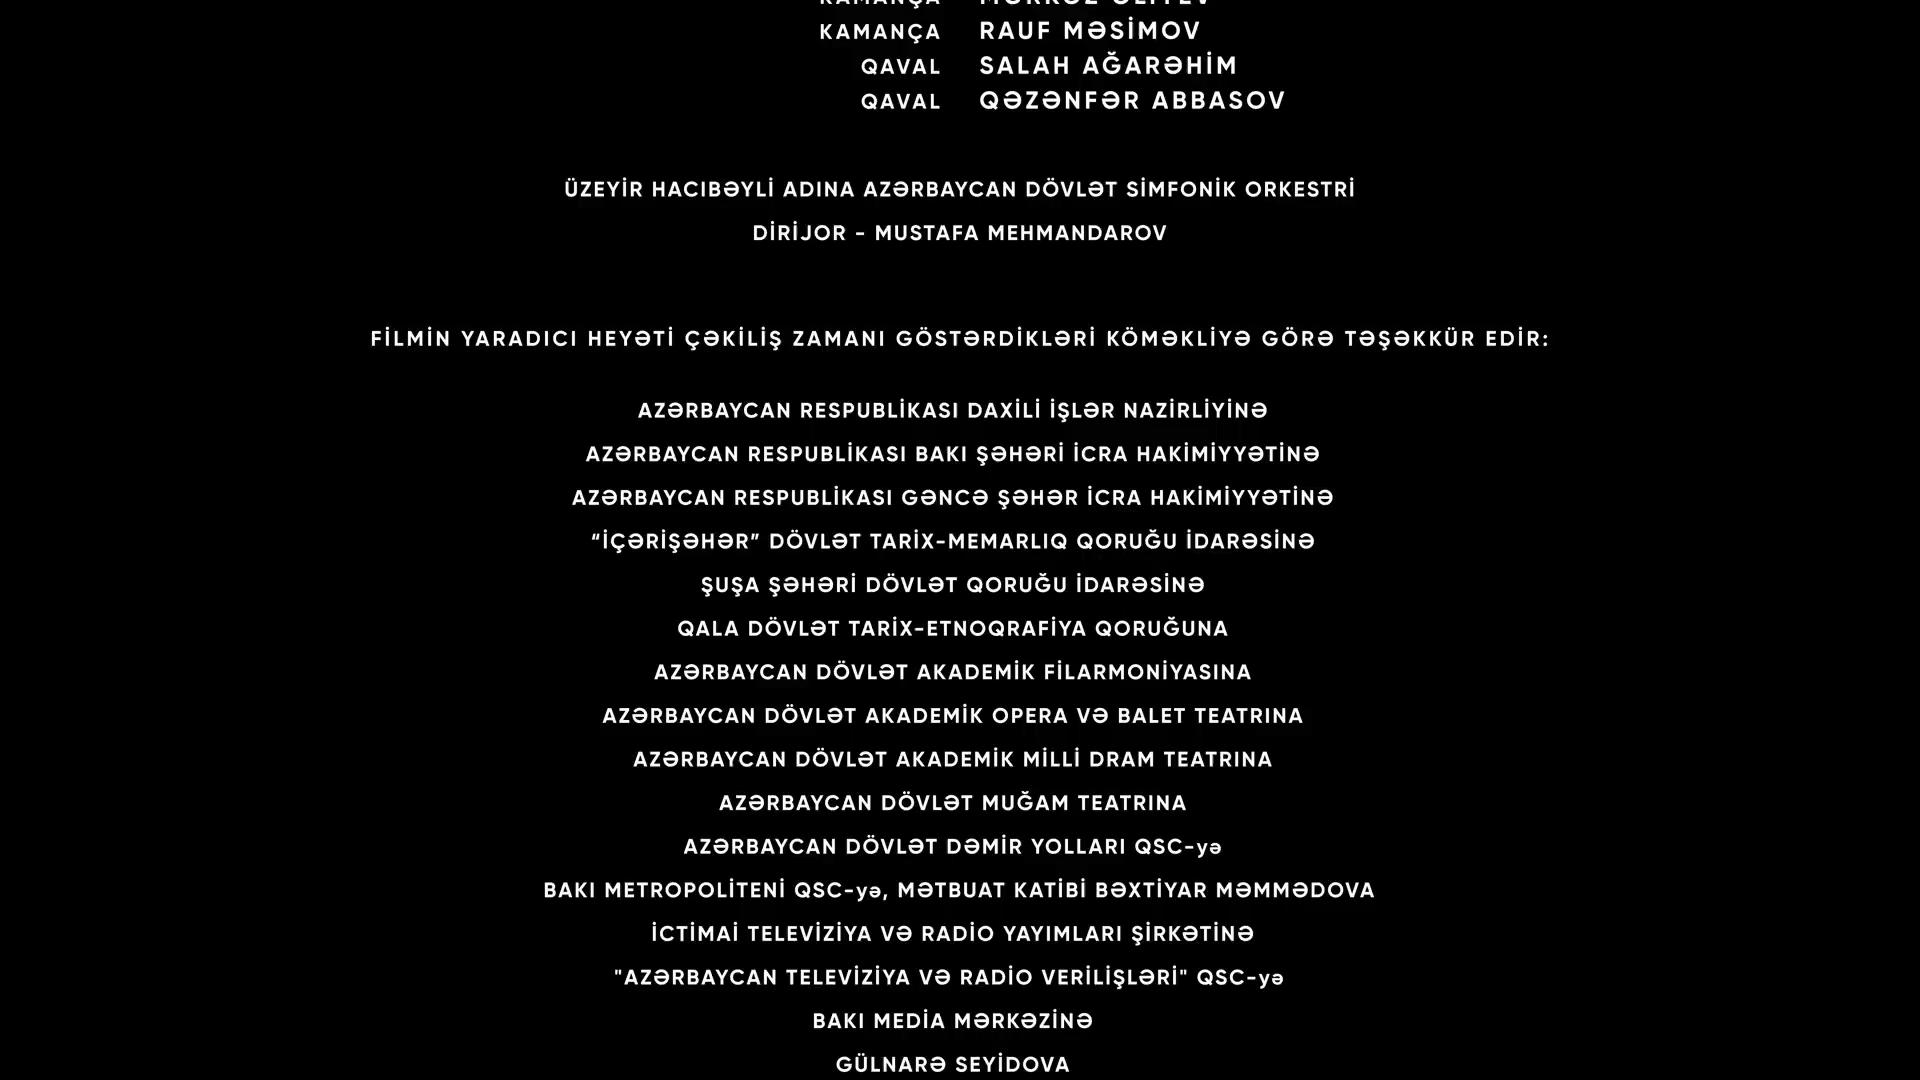 KAMANÇA
KAMANÇA RAUF MƏSİMOV
QAVAL SALAH AĞARƏHİM
QAVAL QƏZƏNFƏR ABBASOV
ÜZEYİR HACIBƏYLİ ADINA AZƏRBAYCAN DÖVLƏT SİMFONİK ORKESTRİ
DİRİJOR - MUSTAFA MEHMANDAROV
FİLMİN YARADICI HEYƏTİ ÇƏKİLİŞ ZAMANI GÖSTƏRDİKLƏRİ KÖMƏKLİYƏ GÖRƏ TƏŞƏKKÜR EDİR:
AZƏRBAYCAN RESPUBLİKASI DAXİLİ İŞLƏR NAZİRLİYİNƏ
AZƏRBAYCAN RESPUBLİKASI BAKI ŞƏHƏRİ İCRA HAKİMİYYƏTİNƏ
AZƏRBAYCAN RESPUBLİKASI GƏNCƏ ŞƏHƏR İCRA HAKİMİYYƏTİNƏ
“İÇƏRİŞƏHƏR” DÖVLƏT TARİX-MEMARLIQ QORUĞU İDARƏSİNƏ
ŞUŞA ŞƏHƏRİ DÖVLƏT QORUĞU İDARƏSİNƏ
QALA DÖVLƏT TARİX-ETNOQRAFİYA QORUĞUNA
AZƏRBAYCAN DÖVLƏT AKADEMİK FİLARMONİYASINA
AZƏRBAYCAN DÖVLƏT AKADEMİK OPERA VƏ BALET TEATRINA
AZƏRBAYCAN DÖVLƏT AKADEMİK MİLLİ DRAM TEATRINA
AZƏRBAYCAN DÖVLƏT MUĞAM TEATRINA
AZƏRBAYCAN DÖVLƏT DƏMİR YOLLARI QSC-yə
BAKI METROPOLİTENİ QSC-yə, MƏTBUAT KATİBİ BƏXTİYAR MƏMMƏDOVA
İCTİMAİ TELEVİZİYA VƏ RADİO YAYIMLARI ŞİRKƏTİNƏ
"AZƏRBAYCAN TELEVİZİYA VƏ RADİO VERİLİŞLƏRİ" QSC-yə
BAKI MEDİA MƏRKƏZİNƏ
GÜLNARƏ SEYİDOVA